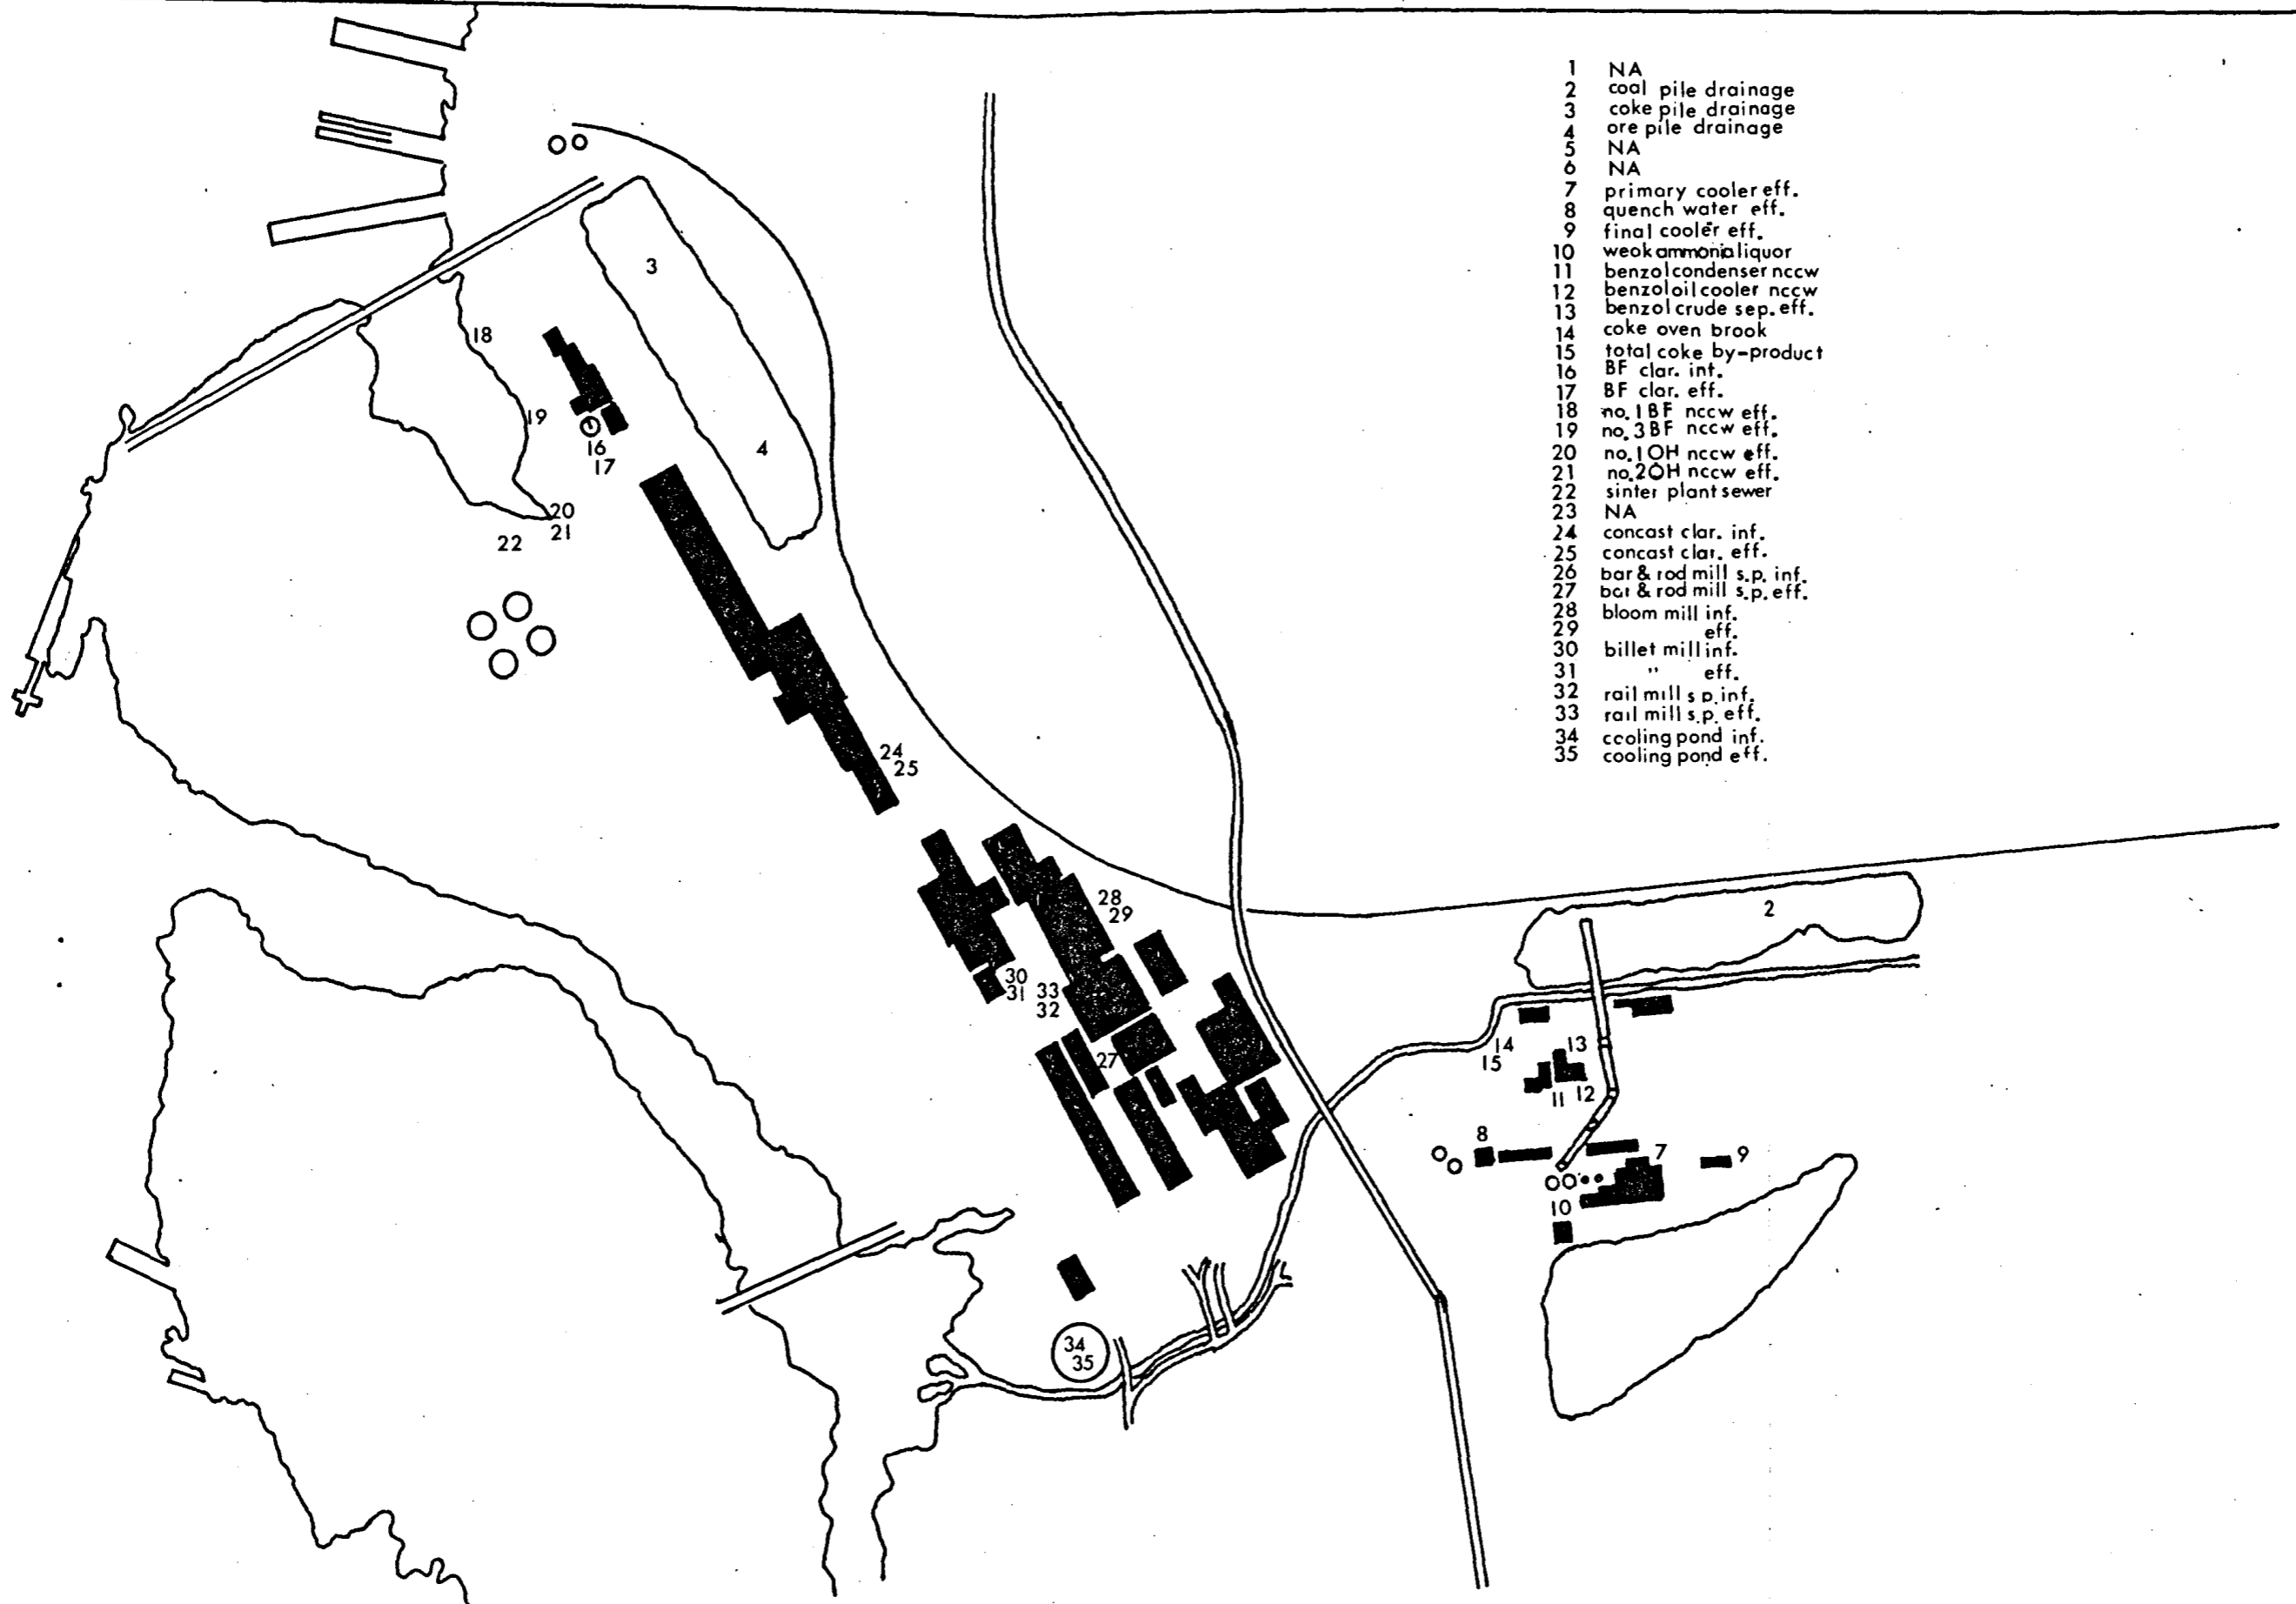 1 NA
2 coal pile drainage
3 coke pile drainage
4 ore pile drainage
5 NA
6 NA
7 primary cooler eff.
8 quench water eff.
9 final cooler eff.
10 weak ammonia liquor
11 benzol condenser nccw
12 benzol oil cooler nccw
13 benzol crude sep. eff.
14 coke oven brook
15 total coke by-product
16 BF clar. int.
17 BF clar. eff.
18 no. 1 BF nccw eff.
19 no. 3 BF nccw eff.
20 no. 1 OH nccw eff.
21 no. 2 OH nccw eff.
22 sinter plant sewer
23 NA
24 concast clar. inf.
25 concast clar. eff.
26 bar & rod mill s.p. inf.
27 bar & rod mill s.p. eff.
28 bloom mill inf.
29 eff.
30 billet mill inf.
31 " eff.
32 rail mill s.p. inf.
33 rail mill s.p. eff.
34 cooling pond inf.
35 cooling pond eff.
3
18
19
4
16
17
20
21
22
24
25
28
29
2
30
31
33
32
27
14
15
13
11
12
8
7
9
10
34
35